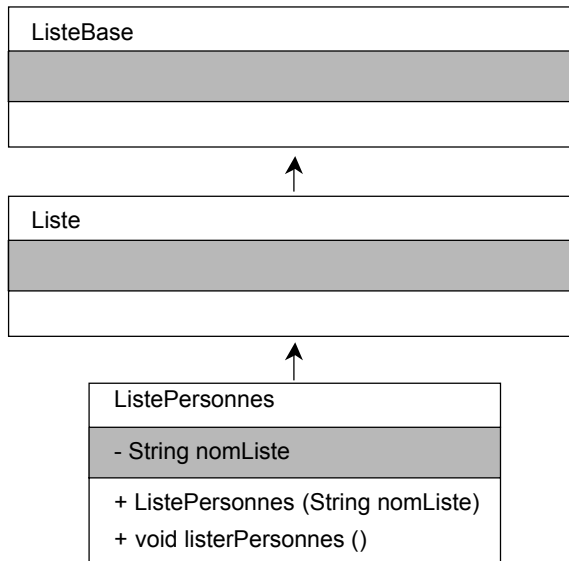 ListeBase
Liste
ListePersonnes
- String nomListe
+ ListePersonnes (String nomListe)
+ void listerPersonnes ()